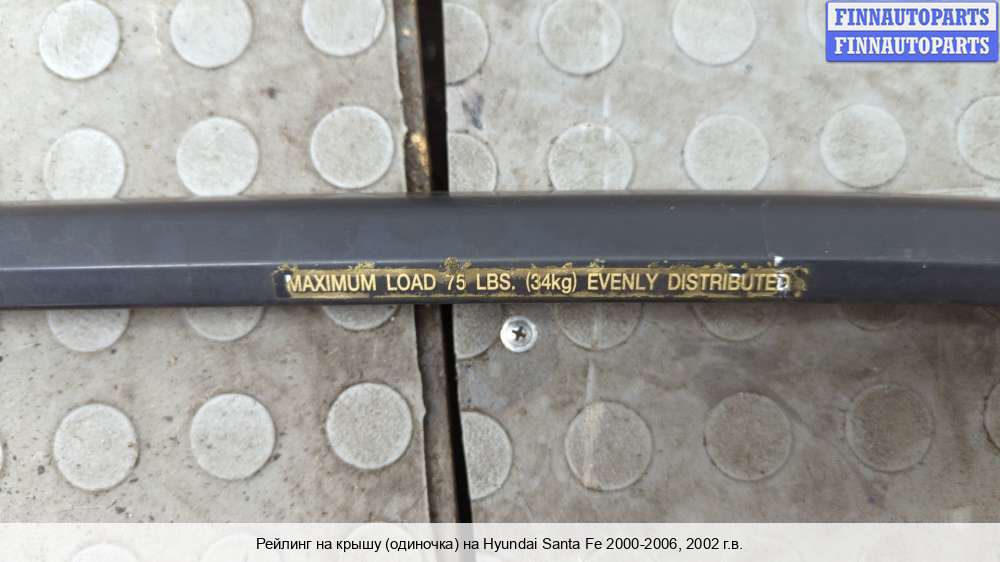 FINNAUTOPARTS
FINNAUTOPARTS
MAXIMUM LOAD 75 LBS. (34kg) EVENLY DISTRIBUTED
Рейлинг на крышу (одиночка) на Hyundai Santa Fe 2000-2006, 2002 г.в.